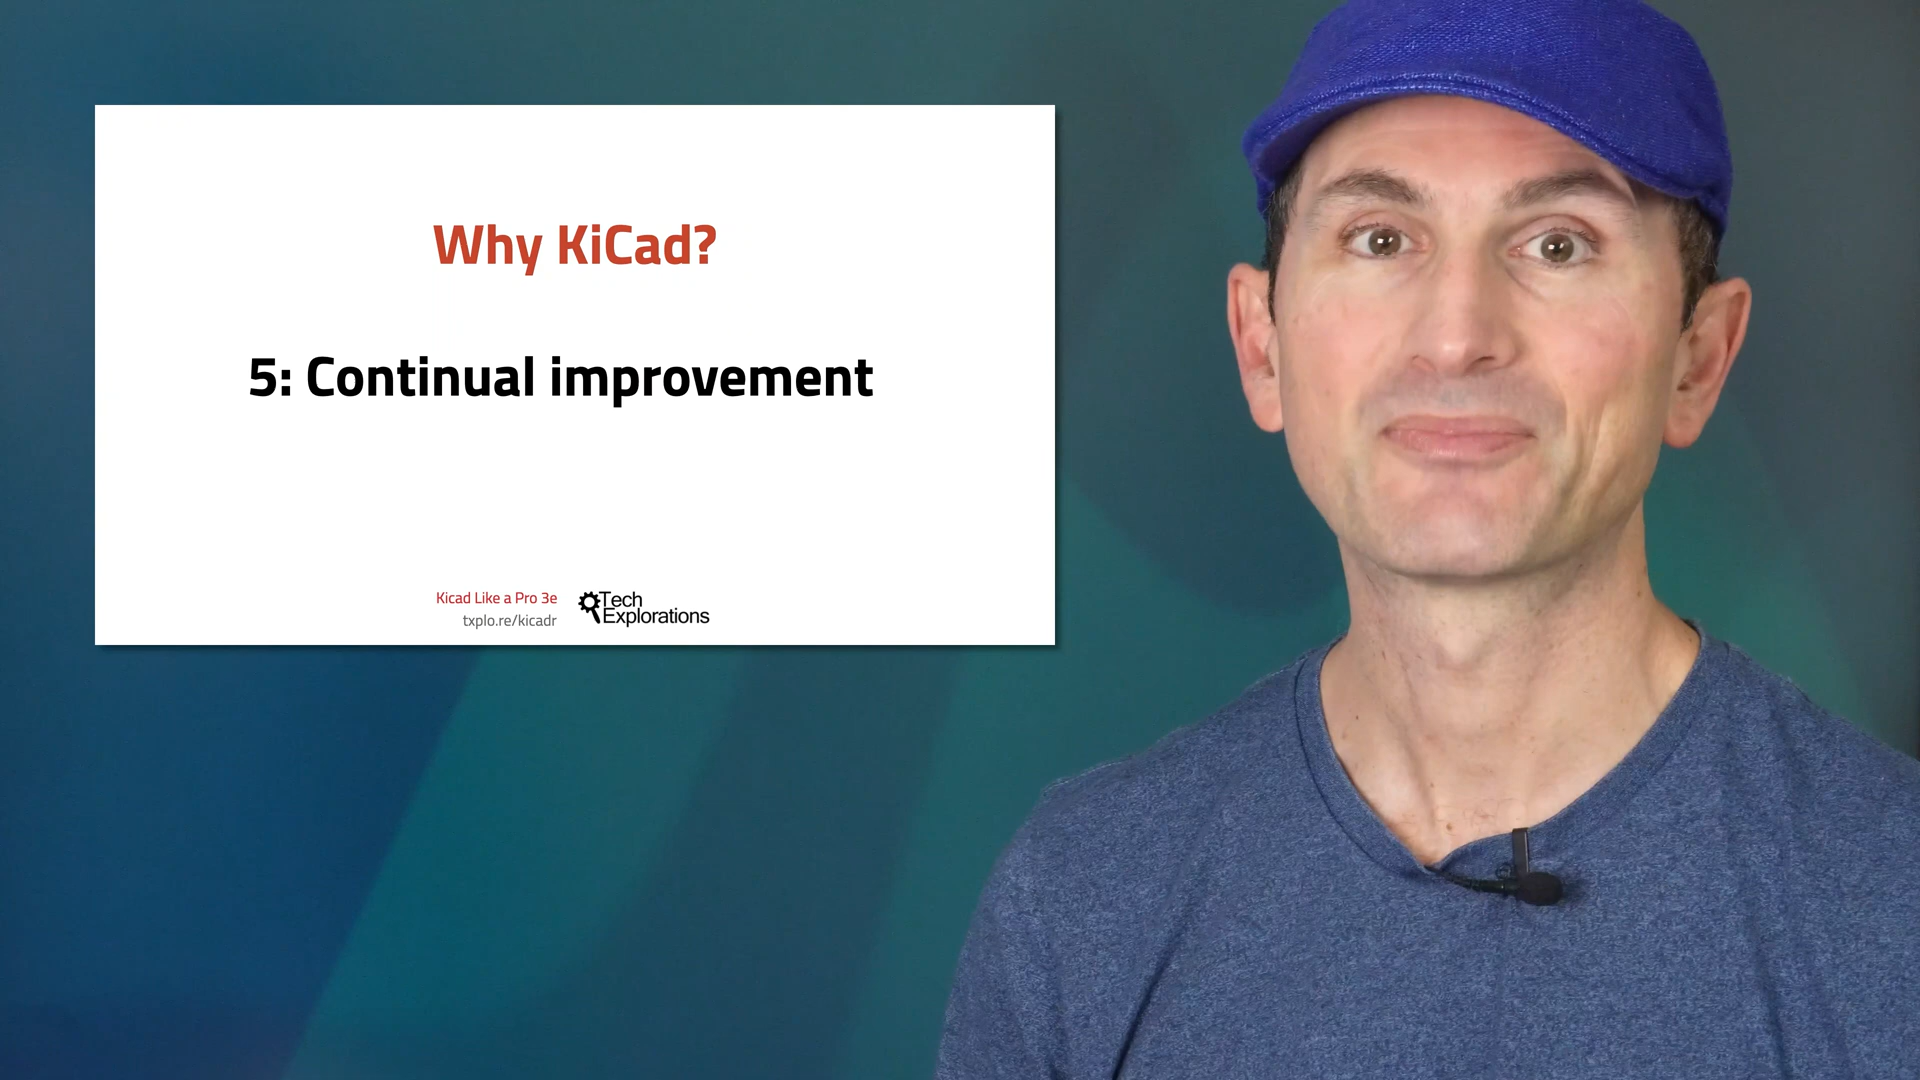 Why KiCad?
5: Continual improvement
Kicad Like a Pro 3e
txplo.re/kicadr
Tech
Explorations